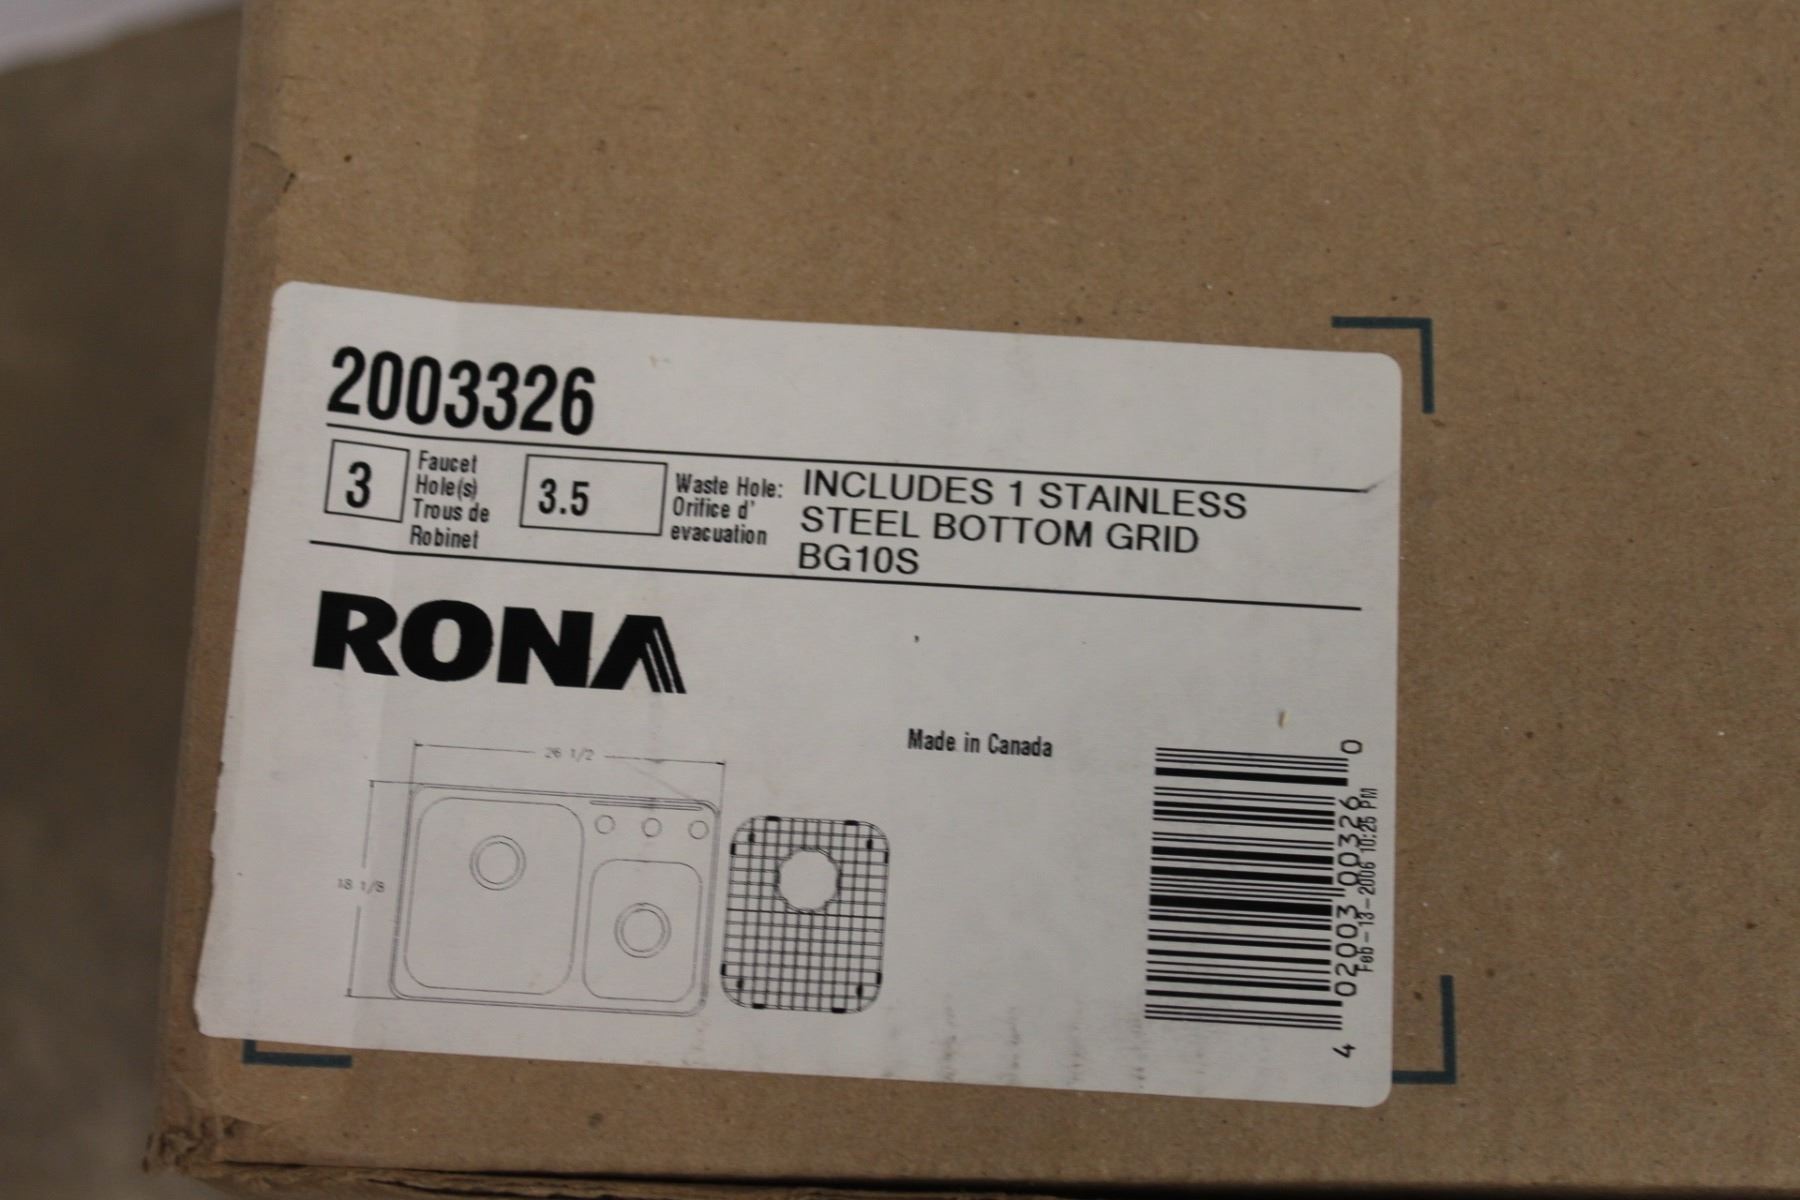 2003326
3
Faucet
Hole(s)
Trous de
Robinet
3.5
Waste Hole:
Orifice d'
evacuation
INCLUDES 1 STAINLESS
STEEL BOTTOM GRID
BG10S
RONA
Made in Canada
26 1/2
18 1/8
4 02003 00326 0
Feb-13-2006 10:25 PM